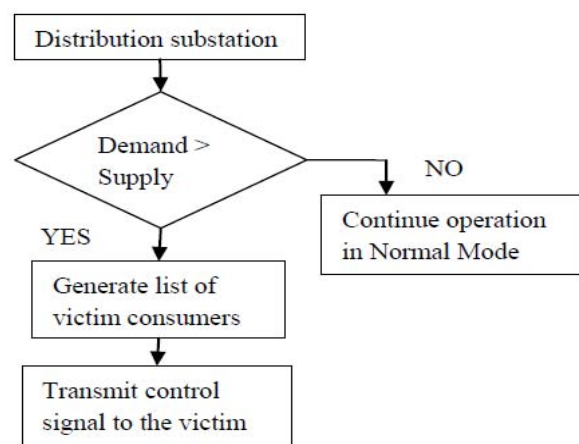 Distribution substation
Demand >
Supply
NO
Continue operation
in Normal Mode
YES
Generate list of
victim consumers
Transmit control
signal to the victim